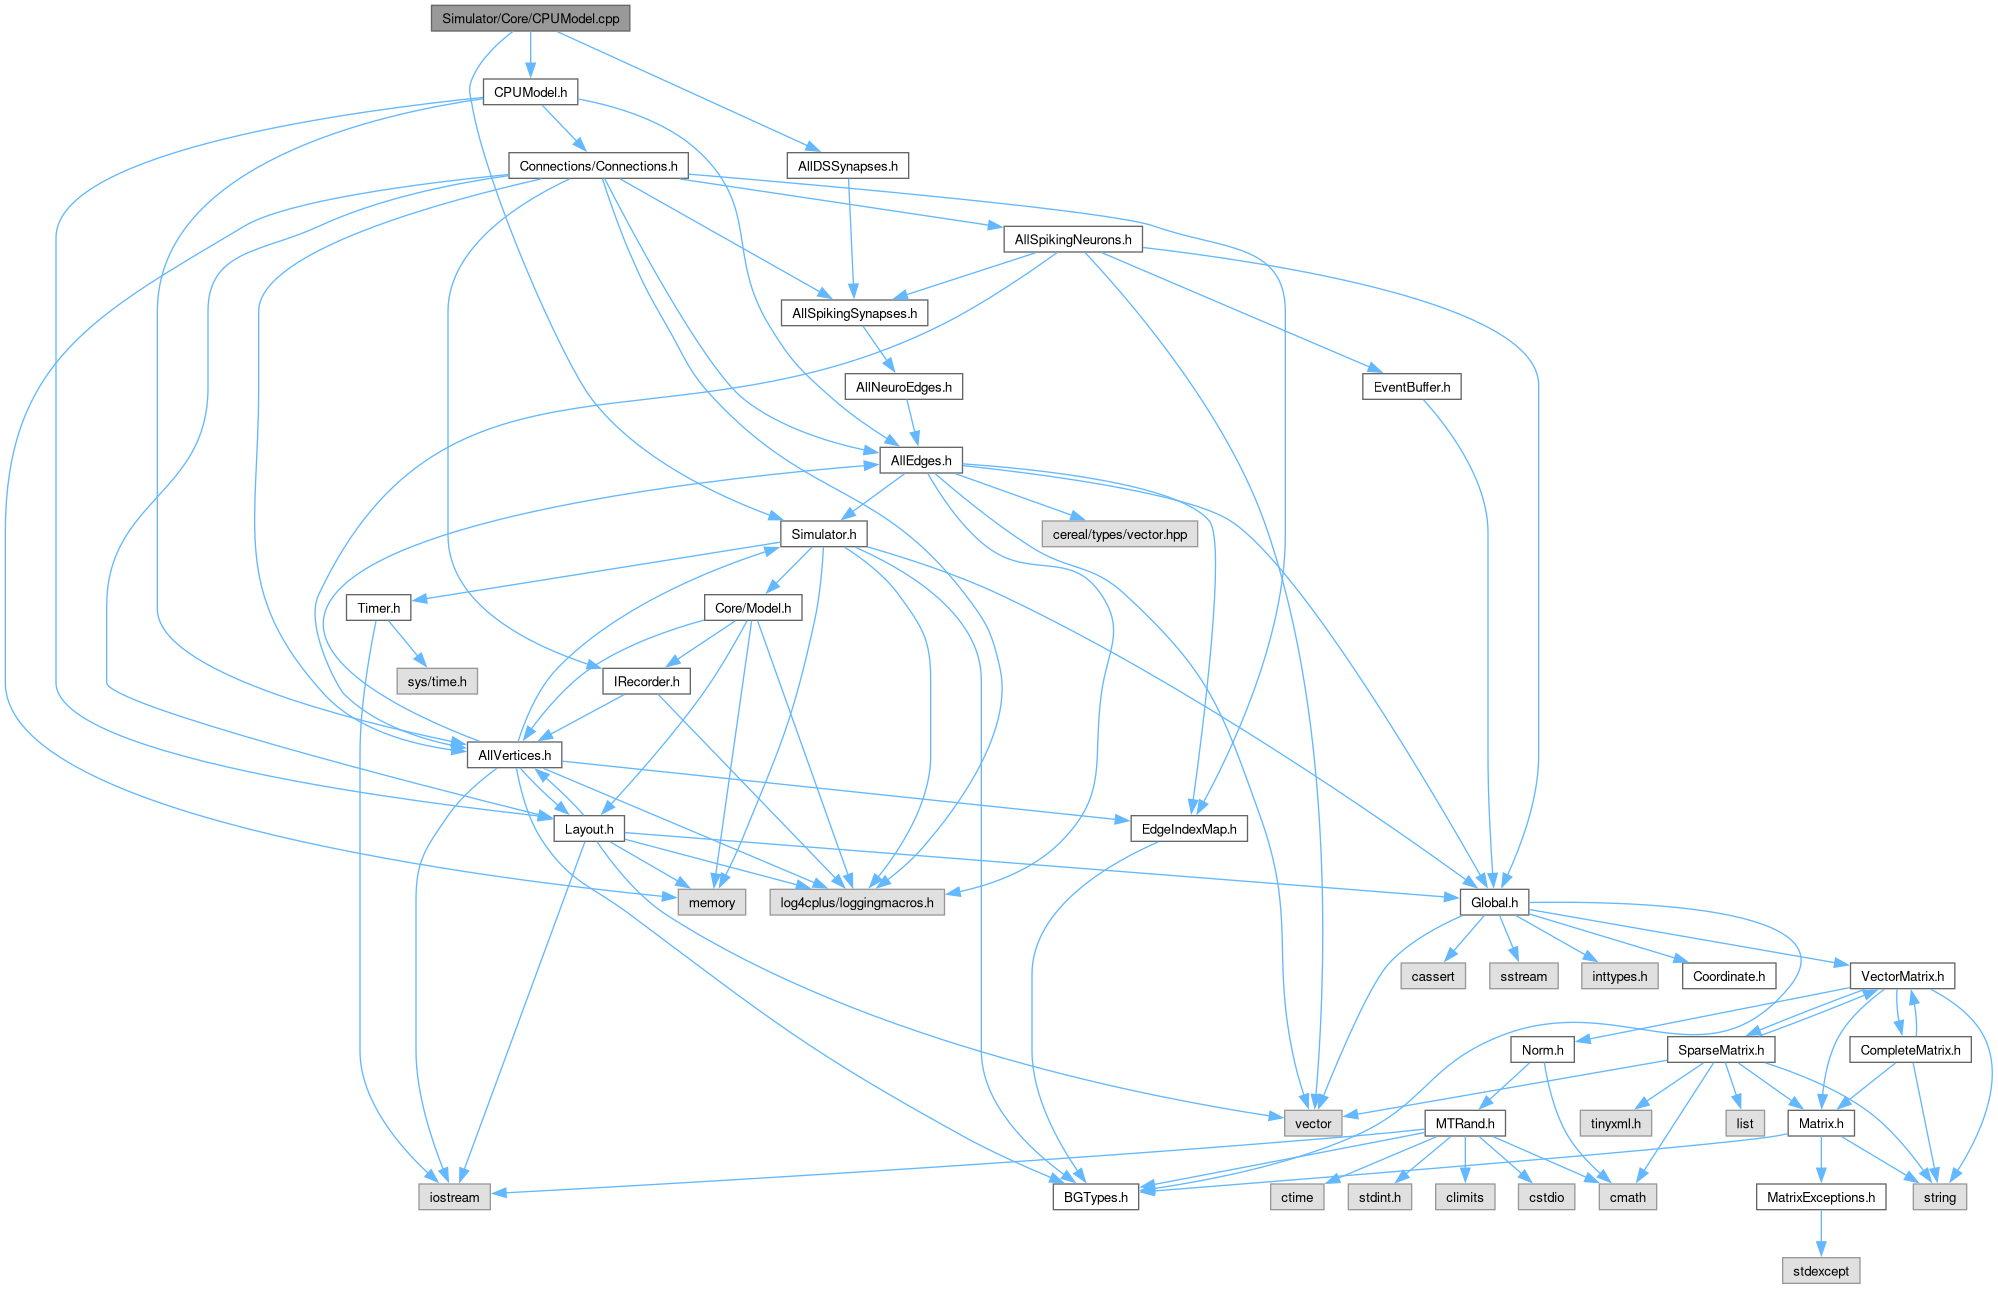 Simulator/Core/CPUModel.cpp
CPUModel.h
Connections/Connections.h
AllDSSynapses.h
AllSpikingNeurons.h
AllSpikingSynapses.h
AllNeuroEdges.h
EventBuffer.h
AllEdges.h
Simulator.h
cereal/types/vector.hpp
Timer.h
Core/Model.h
sys/time.h
IRecorder.h
AllVertices.h
Layout.h
EdgeIndexMap.h
memory
log4cplus/loggingmacros.h
Global.h
cassert
sstream
inttypes.h
Coordinate.h
VectorMatrix.h
Norm.h
SparseMatrix.h
CompleteMatrix.h
vector
MTRand.h
tinyxml.h
list
Matrix.h
iostream
BGTypes.h
ctime
stdint.h
climits
cstdio
cmath
MatrixExceptions.h
string
stdexcept